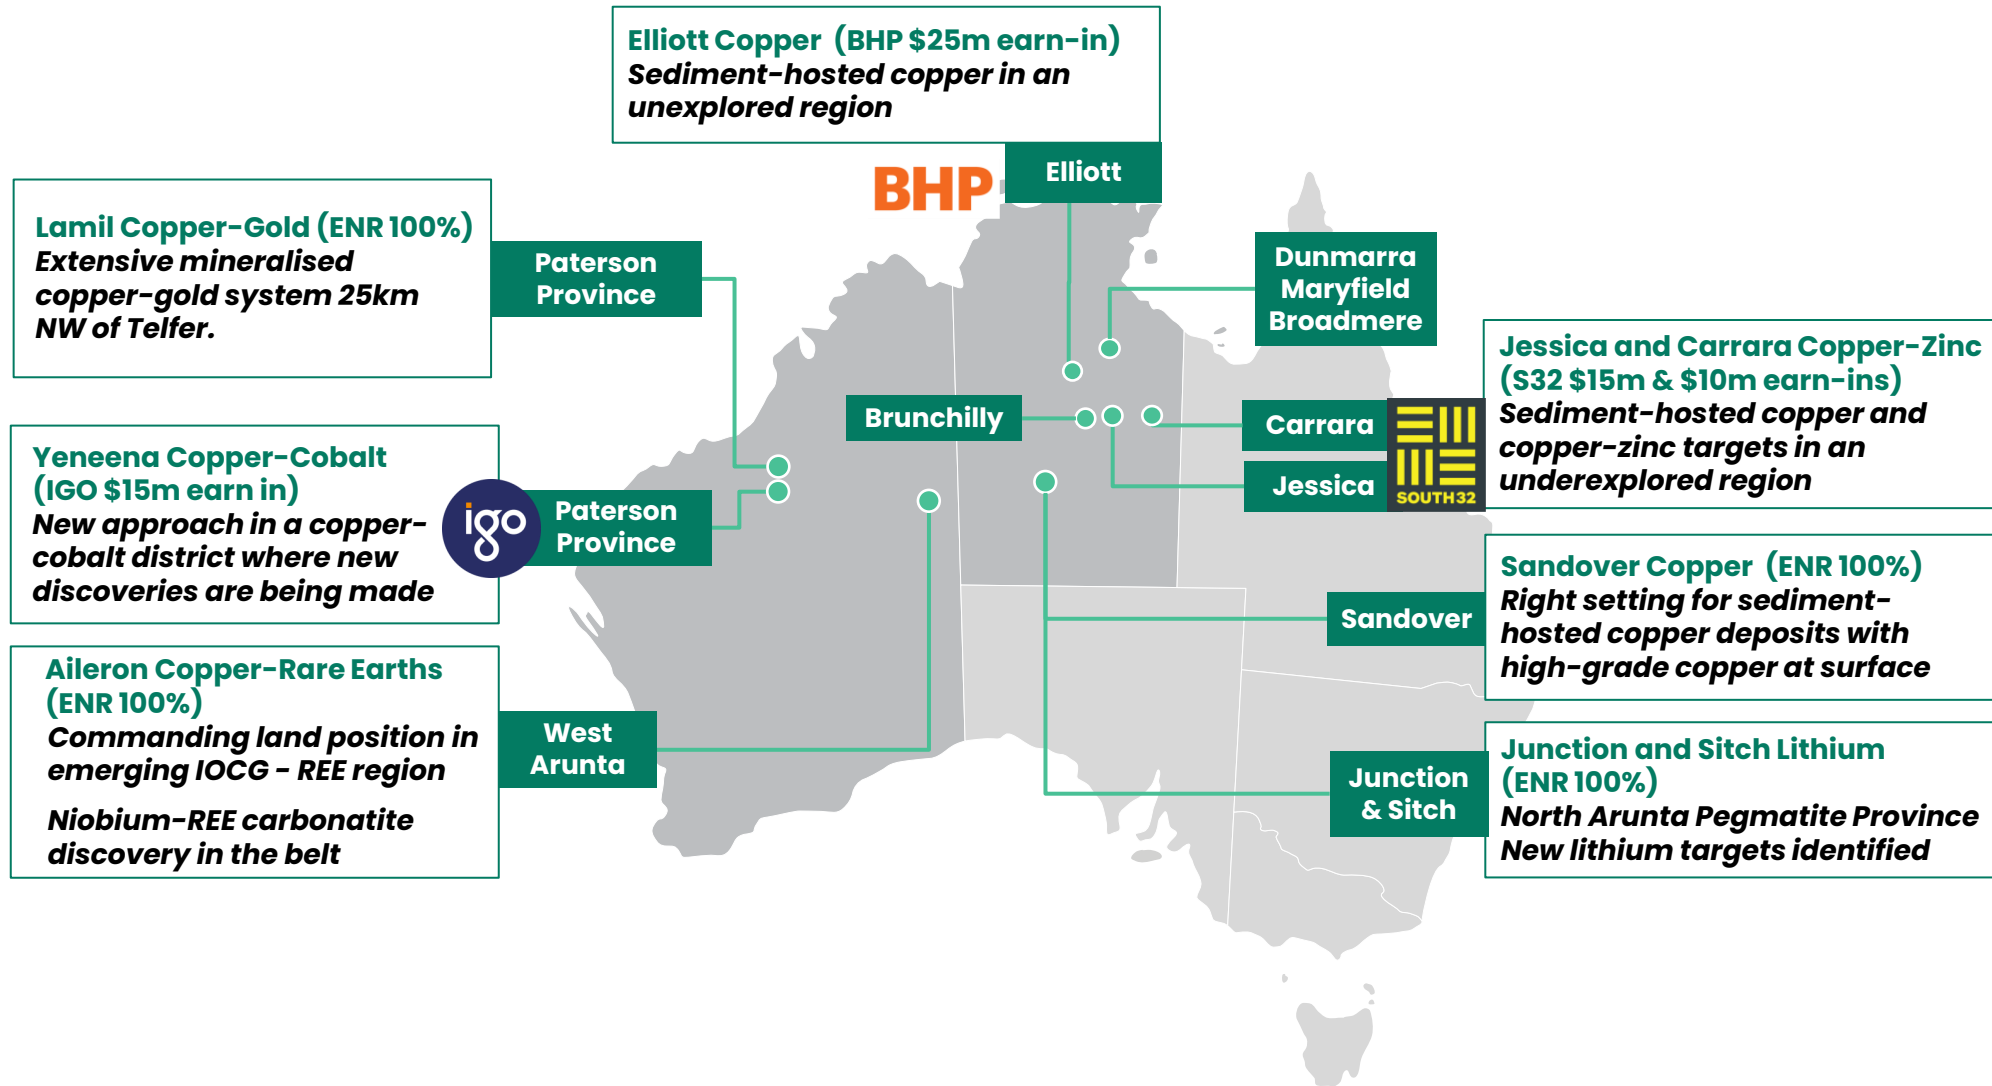 Elliott Copper (BHP $25m earn-in)
Sediment-hosted copper in an
unexplored region
BHP
Elliott
Lamil Copper-Gold (ENR 100%)
Extensive mineralised
copper-gold system 25km
NW of Telfer.
Paterson
Province
Dunmarra
Maryfield
Broadmere
Jessica and Carrara Copper-Zinc
(S32 $15m & $10m earn-ins)
Sediment-hosted copper and
copper-zinc targets in an
underexplored region
Carrara
Jessica
SOUTH32
Brunchilly
Yeneena Copper-Cobalt
(IGO $15m earn in)
New approach in a copper-
cobalt district where new
discoveries are being made
igo
Paterson
Province
Sandover Copper (ENR 100%)
Right setting for sediment-
hosted copper deposits with
high-grade copper at surface
Sandover
Aileron Copper-Rare Earths
(ENR 100%)
Commanding land position in
emerging IOCG - REE region
Niobium-REE carbonatite
discovery in the belt
West
Arunta
Junction
& Sitch
Junction and Sitch Lithium
(ENR 100%)
North Arunta Pegmatite Province
New lithium targets identified